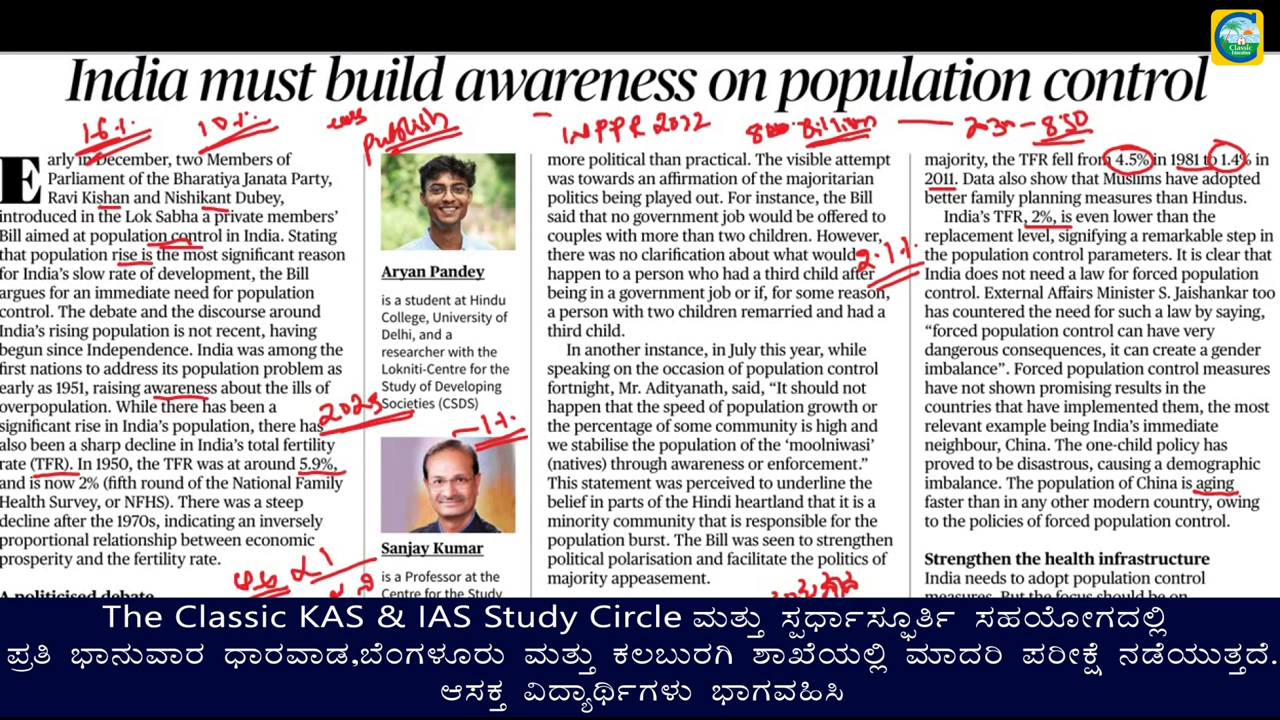 Classic
Education
India must build awareness on population control
16%
10%
publish
WPPR 2022
Billion
2030 - 850
Early in December, two Members of
Parliament of the Bharatiya Janata Party,
Ravi Kishan and Nishikant Dubey,
introduced in the Lok Sabha a private members’
Bill aimed at population control in India. Stating
that population rise is the most significant reason
for India’s slow rate of development, the Bill
argues for an immediate need for population
control. The debate and the discourse around
India’s rising population is not recent, having
begun since Independence. India was among the
first nations to address its population problem as
early as 1951, raising awareness about the ills of
overpopulation. While there has been a
significant rise in India’s population, there has
also been a sharp decline in India’s total fertility
rate (TFR). In 1950, the TFR was at around 5.9%,
and is now 2% (fifth round of the National Family
Health Survey, or NFHS). There was a steep
decline after the 1970s, indicating an inversely
proportional relationship between economic
prosperity and the fertility rate.
A politicised debate
2023
Aryan Pandey
is a student at Hindu
College, University of
Delhi, and a
researcher with the
Lokniti-Centre for the
Study of Developing
Societies (CSDS)
1%
Sanjay Kumar
is a Professor at the
Centre for the Study
more political than practical. The visible attempt
was towards an affirmation of the majoritarian
politics being played out. For instance, the Bill
said that no government job would be offered to
couples with more than two children. However,
there was no clarification about what would
happen to a person who had a third child after
being in a government job or if, for some reason,
a person with two children remarried and had a
third child.
In another instance, in July this year, while
speaking on the occasion of population control
fortnight, Mr. Adityanath, said, “It should not
happen that the speed of population growth or
the percentage of some community is high and
we stabilise the population of the ‘moolniwasi’
(natives) through awareness or enforcement.”
This statement was perceived to underline the
belief in parts of the Hindi heartland that it is a
minority community that is responsible for the
population burst. The Bill was seen to strengthen
political polarisation and facilitate the politics of
majority appeasement.
2.1%
majority, the TFR fell from 4.5% in 1981 to 1.4% in
2011. Data also show that Muslims have adopted
better family planning measures than Hindus.
India’s TFR, 2%, is even lower than the
replacement level, signifying a remarkable step in
the population control parameters. It is clear that
India does not need a law for forced population
control. External Affairs Minister S. Jaishankar too
has countered the need for such a law by saying,
“forced population control can have very
dangerous consequences, it can create a gender
imbalance”. Forced population control measures
have not shown promising results in the
countries that have implemented them, the most
relevant example being India’s immediate
neighbour, China. The one-child policy has
proved to be disastrous, causing a demographic
imbalance. The population of China is aging
faster than in any other modern country, owing
to the policies of forced population control.
Strengthen the health infrastructure
India needs to adopt population control
measures. But the focus should be on
The Classic KAS & IAS Study Circle ಮತ್ತು ಸ್ಪರ್ಧಾಸ್ಫೂರ್ತಿ ಸಹಯೋಗದಲ್ಲಿ
ಪ್ರತಿ ಭಾನುವಾರ ಧಾರವಾಡ,ಬೆಂಗಳೂರು ಮತ್ತು ಕಲಬುರಗಿ ಶಾಖೆಯಲ್ಲಿ ಮಾದರಿ ಪರೀಕ್ಷೆ ನಡೆಯುತ್ತದೆ.
ಆಸಕ್ತ ವಿದ್ಯಾರ್ಥಿಗಳು ಭಾಗವಹಿಸಿ